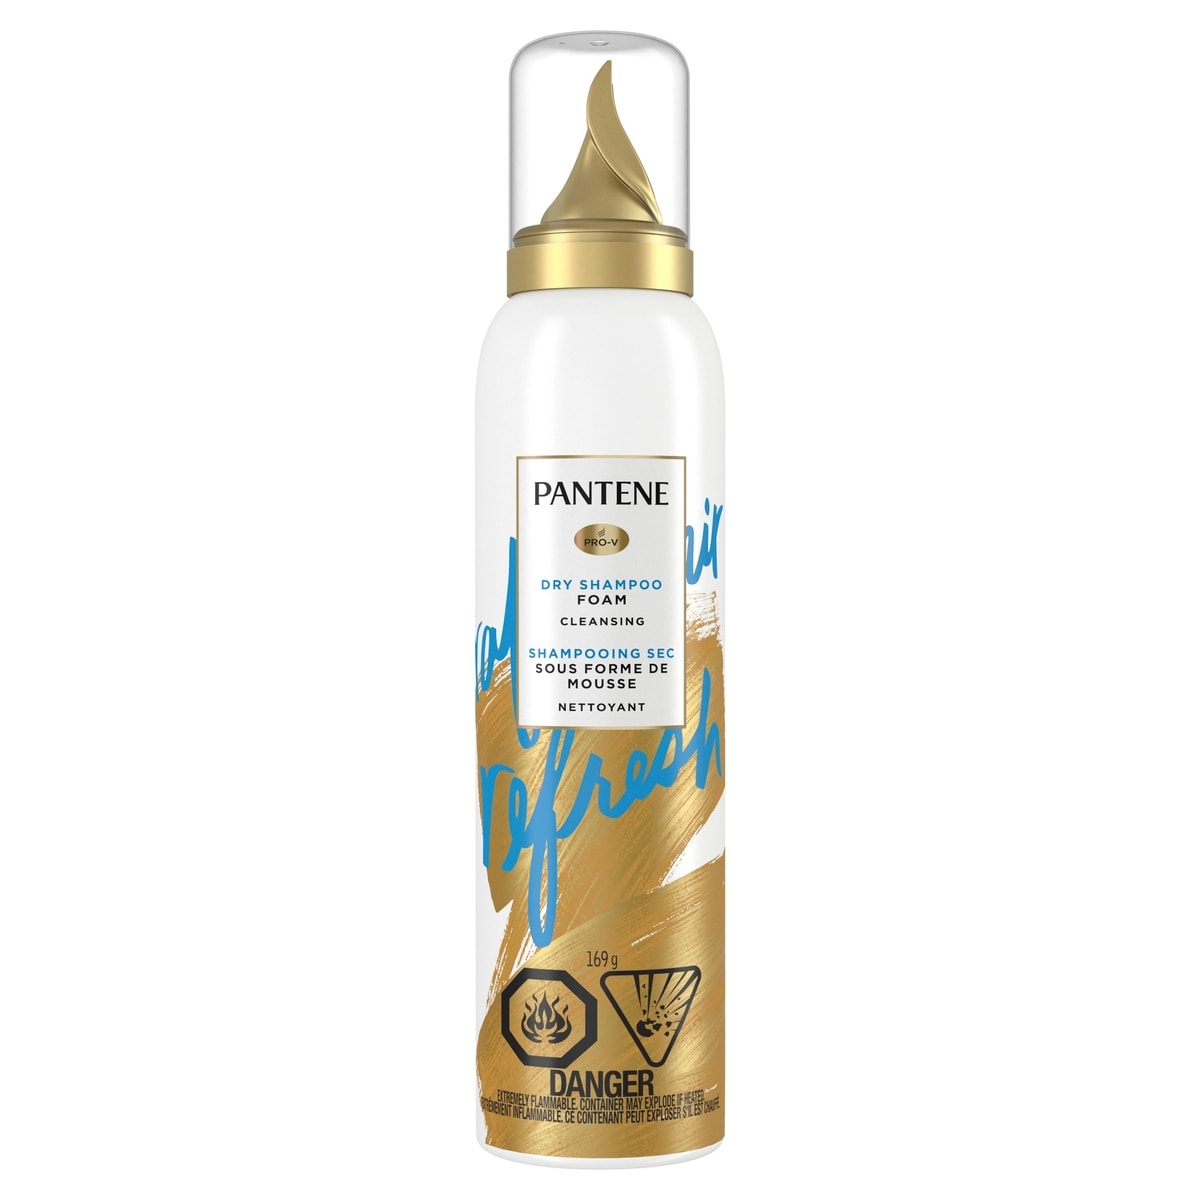 PANTENE
PRO-V
DRY SHAMPOO
FOAM
CLEANSING
SHAMPOOING SEC
SOUS FORME DE
MOUSSE
NETTOYANT
refresh
169 g
DANGER
EXTREMELY FLAMMABLE. CONTAINER MAY EXPLODE IF HEATED.
EXTRÊMEMENT INFLAMMABLE. CE CONTENANT PEUT EXPLOSER S'IL EST CHAUFFÉ.